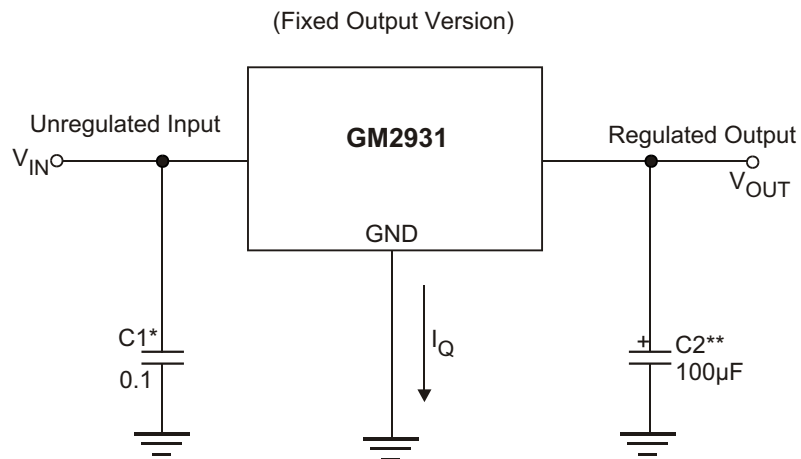 (Fixed Output Version)
Unregulated Input
GM2931
Regulated Output
VIN
VOUT
GND
C1*
0.1
IQ
+
C2**
100µF